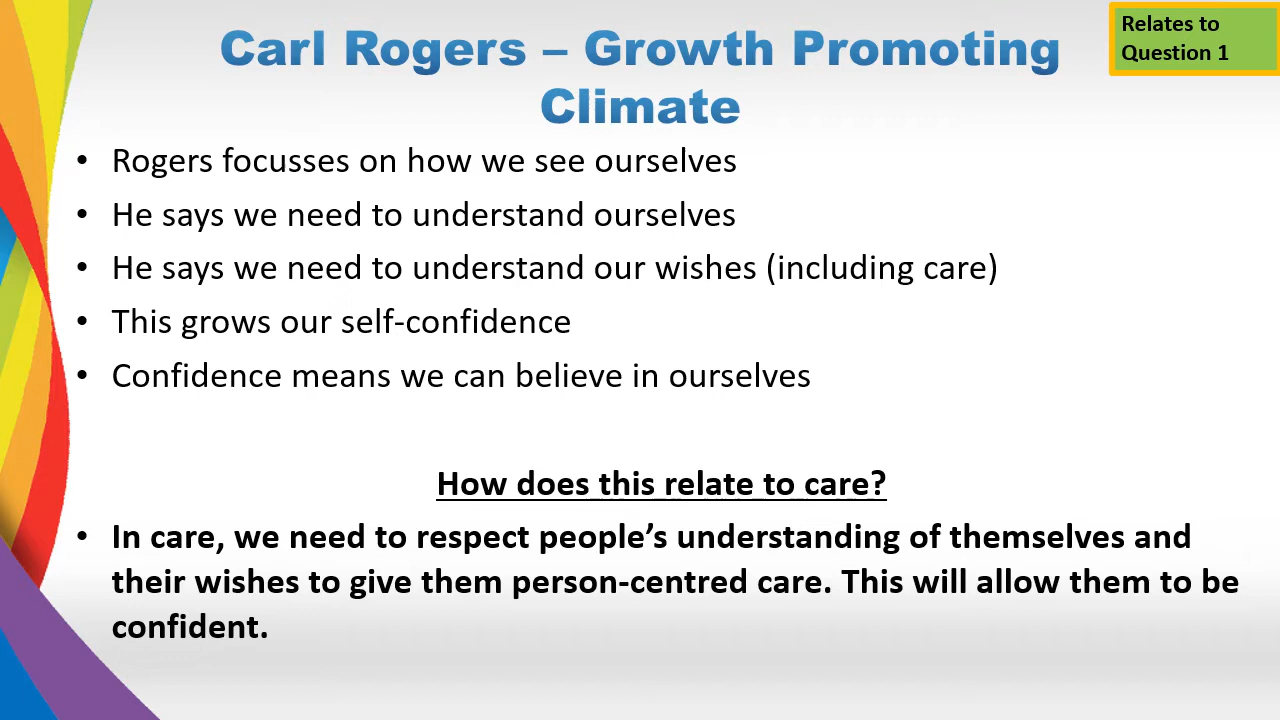 Carl Rogers – Growth Promoting
Climate
Relates to
Question 1
• Rogers focusses on how we see ourselves
• He says we need to understand ourselves
• He says we need to understand our wishes (including care)
• This grows our self-confidence
• Confidence means we can believe in ourselves
How does this relate to care?
• In care, we need to respect people’s understanding of themselves and
their wishes to give them person-centred care. This will allow them to be
confident.